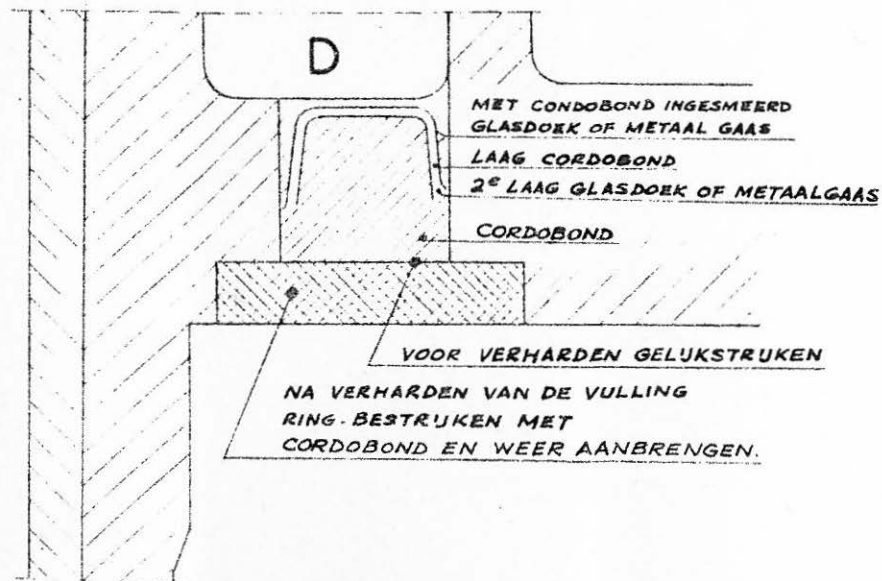 D
MET CONDOBOND INGESMEERD
GLASDOEK OF METAAL GAAS
LAAG CORDOBOND
2e LAAG GLASDOEK OF METAALGAAS
CORDOBOND
VOOR VERHARDEN GELIJKSTRIJKEN
NA VERHARDEN VAN DE VULLING
RING-BESTRIJKEN MET
CORDOBOND EN WEER AANBRENGEN.